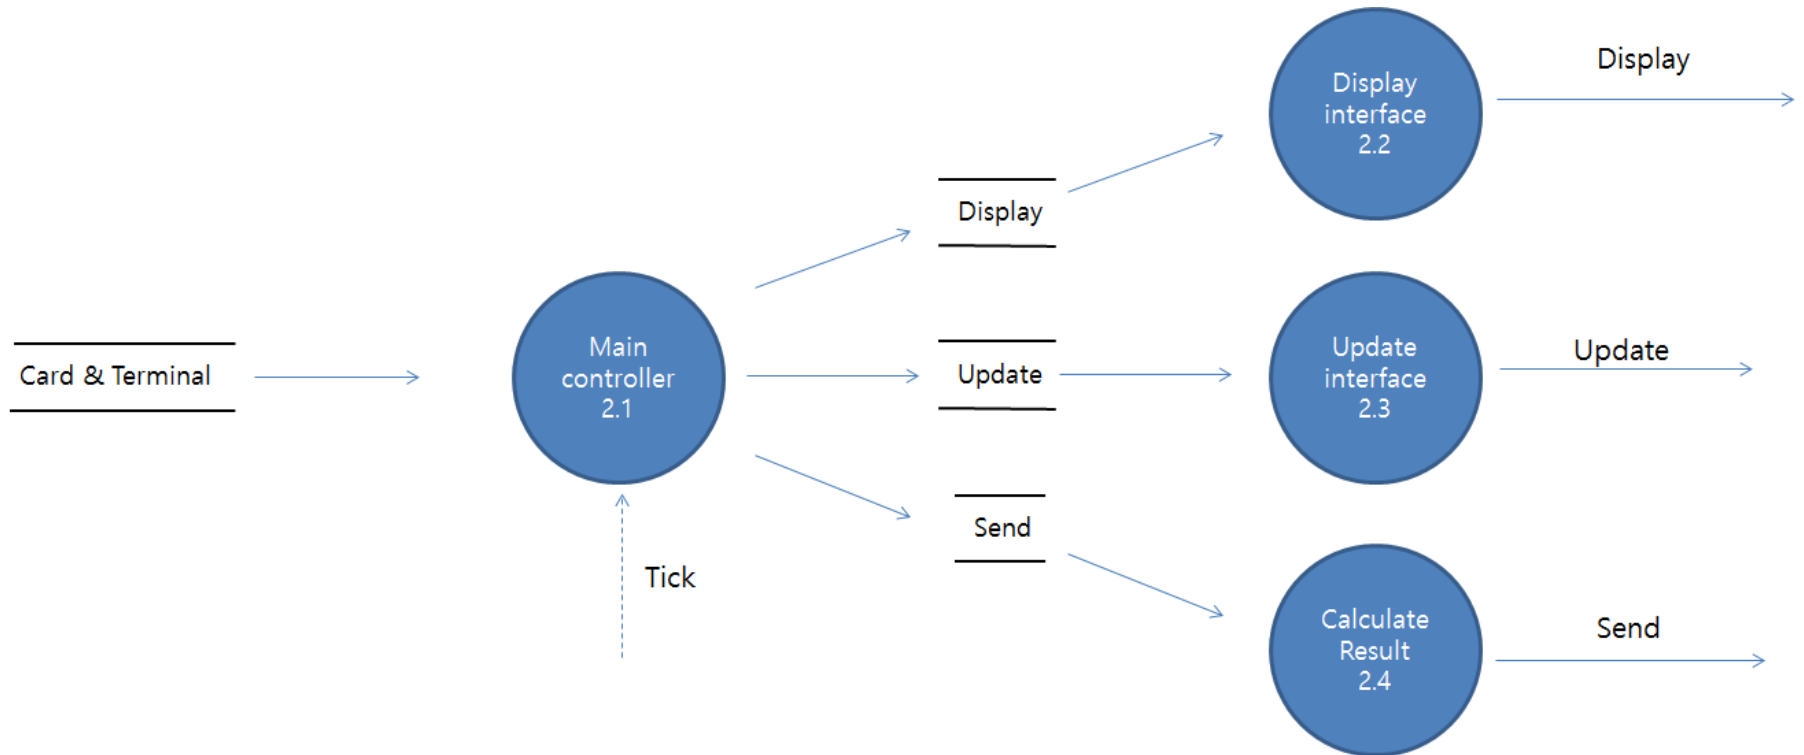 Card & Terminal
Main
controller
2.1
Tick
Display
Update
Send
Display
interface
2.2
Update
interface
2.3
Calculate
Result
2.4
Display
Update
Send